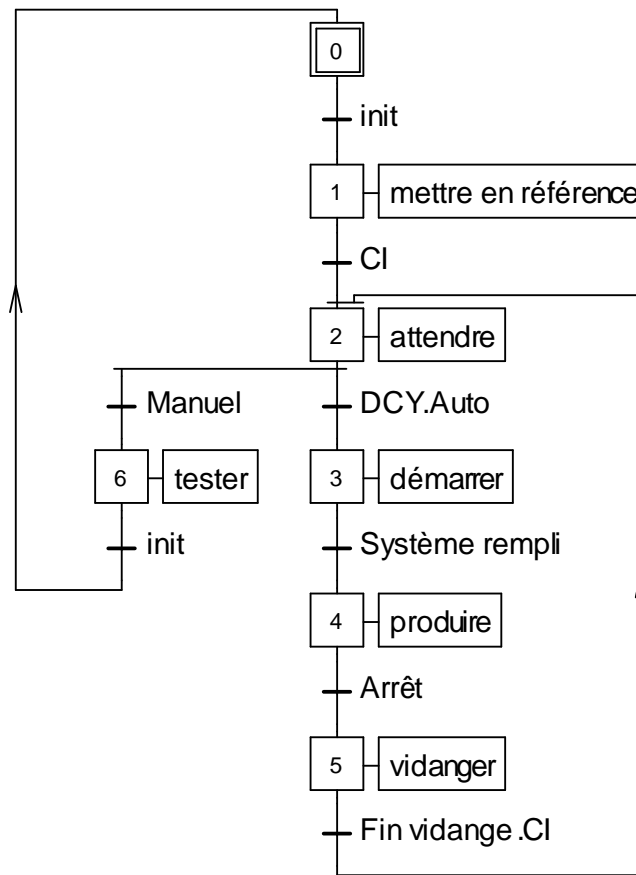 0
init
1
mettre en référence
CI
2
attendre
Manuel
DCY.Auto
6
tester
3
démarrer
init
Système rempli
4
produire
Arrêt
5
vidanger
Fin vidange .CI